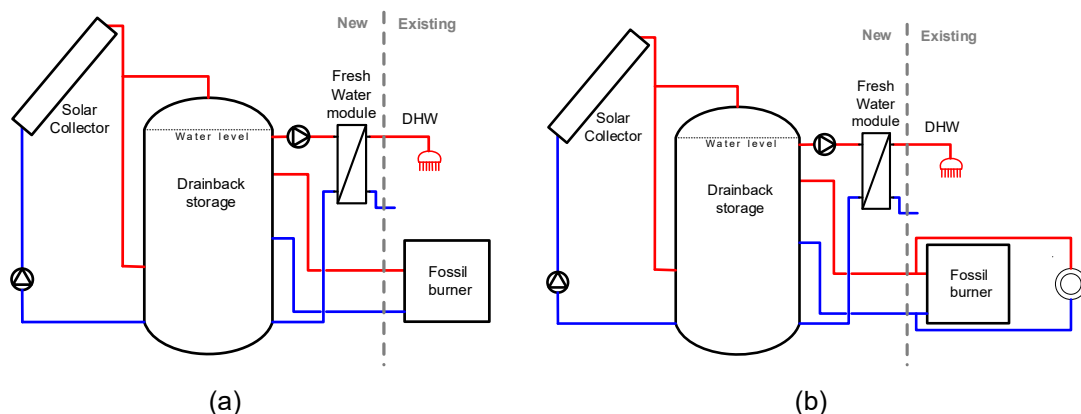 New
Existing
Solar
Collector
Fresh
Water
module
DHW
Water level
Drainback
storage
Fossil
burner
(a)
New
Existing
Solar
Collector
Fresh
Water
module
DHW
Water level
Drainback
storage
Fossil
burner
(b)